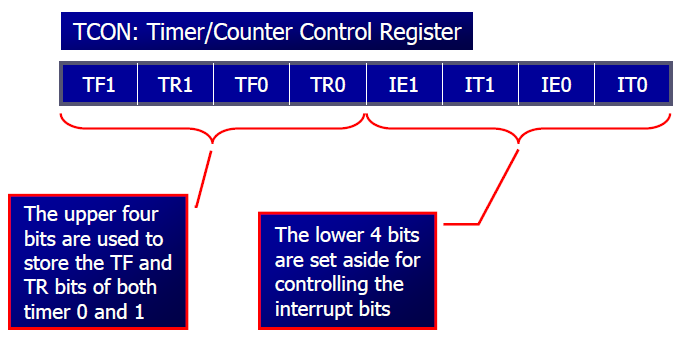 TCON: Timer/Counter Control Register
TF1 TR1 TF0 TR0 IE1 IT1 IE0 IT0
The upper four
bits are used to
store the TF and
TR bits of both
timer 0 and 1
The lower 4 bits
are set aside for
controlling the
interrupt bits